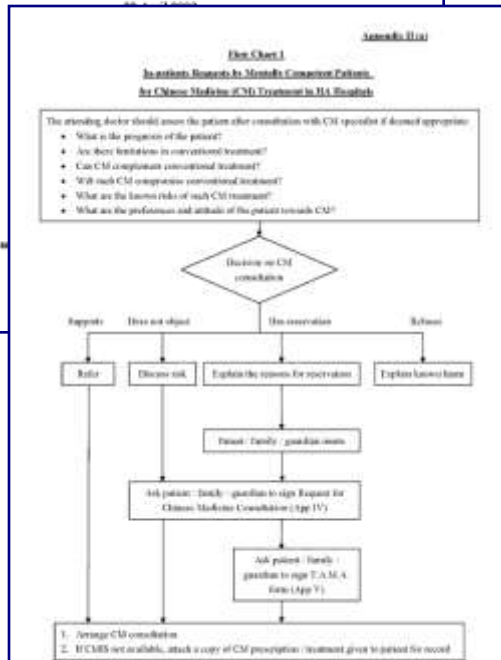 Appendix II (a)
Flow Chart 1
In-patients Requests by Mentally Competent Patients
for Chinese Medicine (CM) Treatment in HA Hospitals
The attending doctor should assess the patient after consultation with CM specialist if deemed appropriate
• What is the prognosis of the patient?
• Are there limitations in conventional treatment?
• Can CM complement conventional treatment?
• Will such CM compromise conventional treatment?
• What are the known risks of such CM treatment?
• What are the preferences and attitude of the patient towards CM?
Decision on CM
consultation
Supports Does not object Has reservation Refuses
Refer Discuss risk Explain the reasons for reservation Explain known harm
Patient / family / guardian insists
Ask patient / family / guardian to sign Request for
Chinese Medicine Consultation (App IV)
Ask patient / family /
guardian to sign T.A.M.A
form (App V)
1. Arrange CM consultation
2. If CMIS not available, attach a copy of CM prescription / treatment given to patient for record